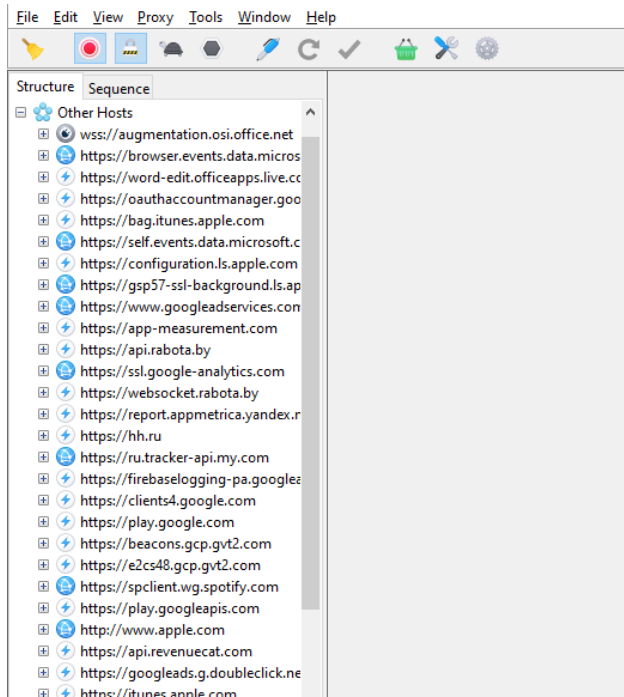 File Edit View Proxy Tools Window Help
Structure Sequence
Other Hosts
wss://augmentation.osi.office.net
https://browser.events.data.micros
https://word-edit.officeapps.live.cc
https://oauthaccountmanager.goo
https://bag.itunes.apple.com
https://self.events.data.microsoft.c
https://configuration.ls.apple.com
https://gsp57-ssl-background.ls.ap
https://www.googleadservices.com
https://app-measurement.com
https://api.rabota.by
https://ssl.google-analytics.com
https://websocket.rabota.by
https://report.appmetrica.yandex.r
https://hh.ru
https://ru.tracker-api.my.com
https://firebaselogging-pa.googlea
https://clients4.google.com
https://play.google.com
https://beacons.gcp.gvt2.com
https://e2cs48.gcp.gvt2.com
https://spclient.wg.spotify.com
https://play.googleapis.com
http://www.apple.com
https://api.revenuecat.com
https://googleads.g.doubleclick.ne
https://itunes.apple.com